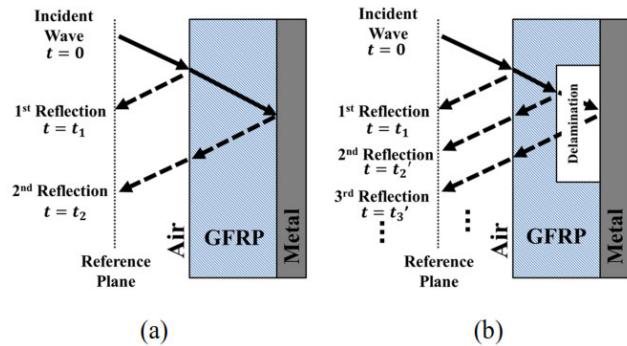 Incident
Wave
t = 0
1st Reflection
t = t₁
2nd Reflection
t = t₂
Reference
Plane
Air
GFRP
Metal
(a)
Incident
Wave
t = 0
1st Reflection
t = t₁
2nd Reflection
t = t₂'
3rd Reflection
t = t₃'
Reference
Plane
Air
GFRP
Delamination
Metal
(b)